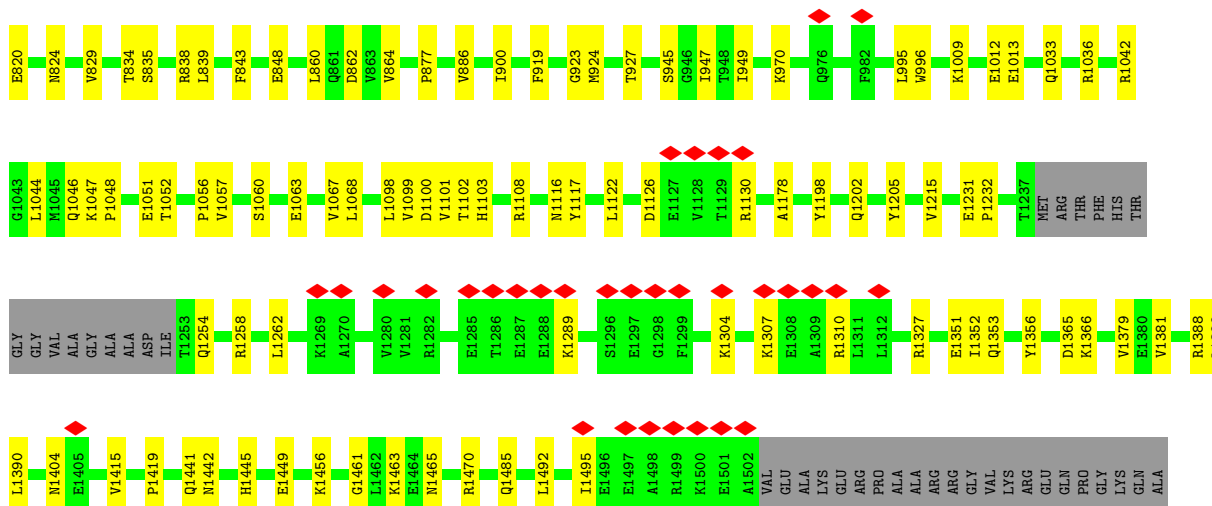 E820 N824 V829 T834 S835 R838 L839 F843 E848 L860 Q861 D862 V863 V864 P877 V886 I900 F919 G923 M924 T927 S945 G946 I947 T948 I949 K970 Q976 F982 L995 W996 K1009 E1012 E1013 Q1033 R1036 R1042
G1043 L1044 M1045 Q1046 K1047 P1048 E1051 T1052 P1056 V1057 S1060 E1063 V1067 L1068 L1098 V1099 D1100 V1101 T1102 H1103 R1108 N1116 Y1117 L1122 D1126 E1127 V1128 T1129 R1130 A1178 Y1198 Q1202 Y1205 V1215 E1231 P1232 T1237 MET ARG THR PHE HIS THR
GLY GLY VAL ALA GLY ALA ALA ASP ILE T1253 Q1254 R1258 L1262 K1269 A1270 V1280 V1281 R1282 E1285 T1286 E1287 E1288 K1289 S1296 E1297 G1298 F1299 K1304 K1307 E1308 A1309 R1310 L1311 L1312 R1327 E1351 I1352 Q1353 Y1356 D1365 K1366 V1379 E1380 V1381 R1388
L1390 N1404 E1405 V1415 P1419 Q1441 N1442 H1445 E1449 K1456 G1461 L1462 K1463 E1464 N1465 R1470 Q1485 L1492 I1495 E1496 E1497 A1498 R1499 K1500 E1501 A1502 VAL GLU ALA LYS GLU ARG PRO ALA ALA ARG ARG GLY VAL LYS ARG GLU GLN PRO GLY LYS GLN ALA